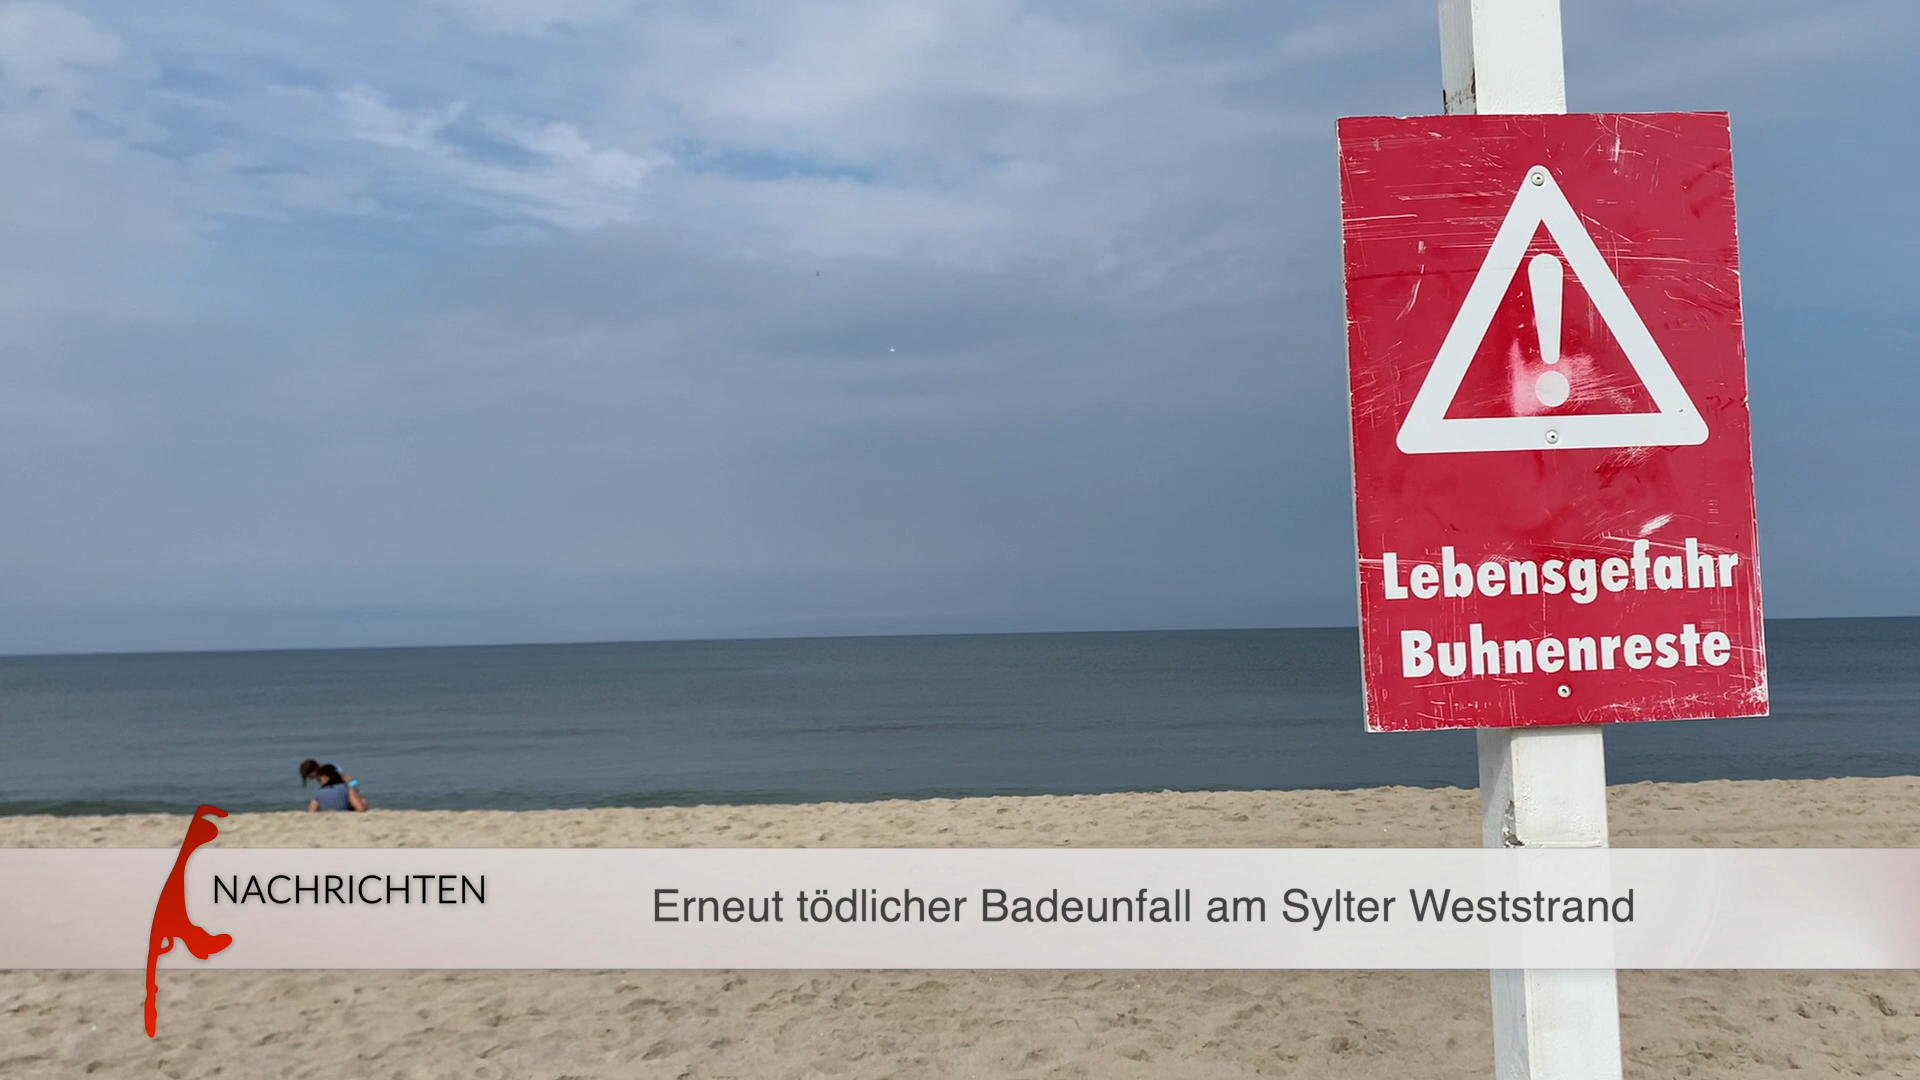 Lebensgefahr
Buhnenreste
NACHRICHTEN
Erneut tödlicher Badeunfall am Sylter Weststrand